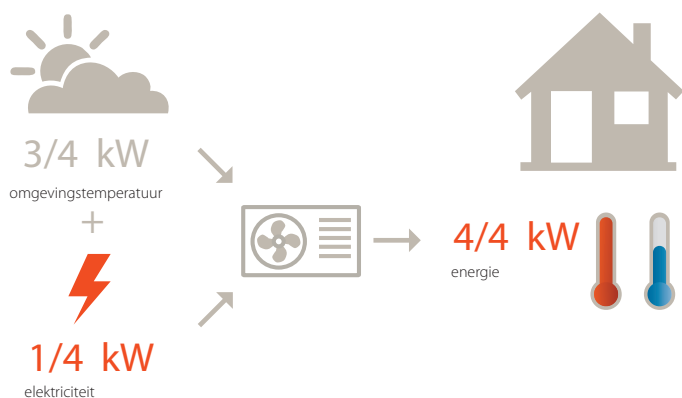 3/4 kW
omgevingstemperatuur
+
1/4 kW
elektriciteit
4/4 kW
energie